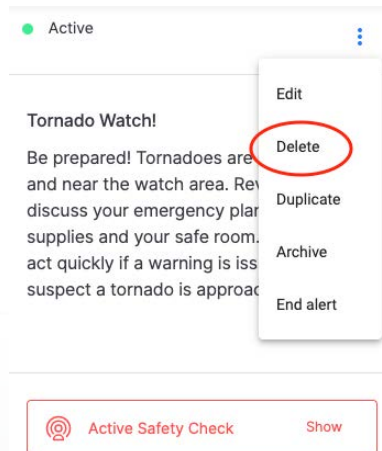 Active
Edit
Delete
Duplicate
Archive
End alert
Tornado Watch!
Be prepared! Tornadoes are
and near the watch area. Rev
discuss your emergency plan
supplies and your safe room.
act quickly if a warning is iss
suspect a tornado is approac
Active Safety Check
Show